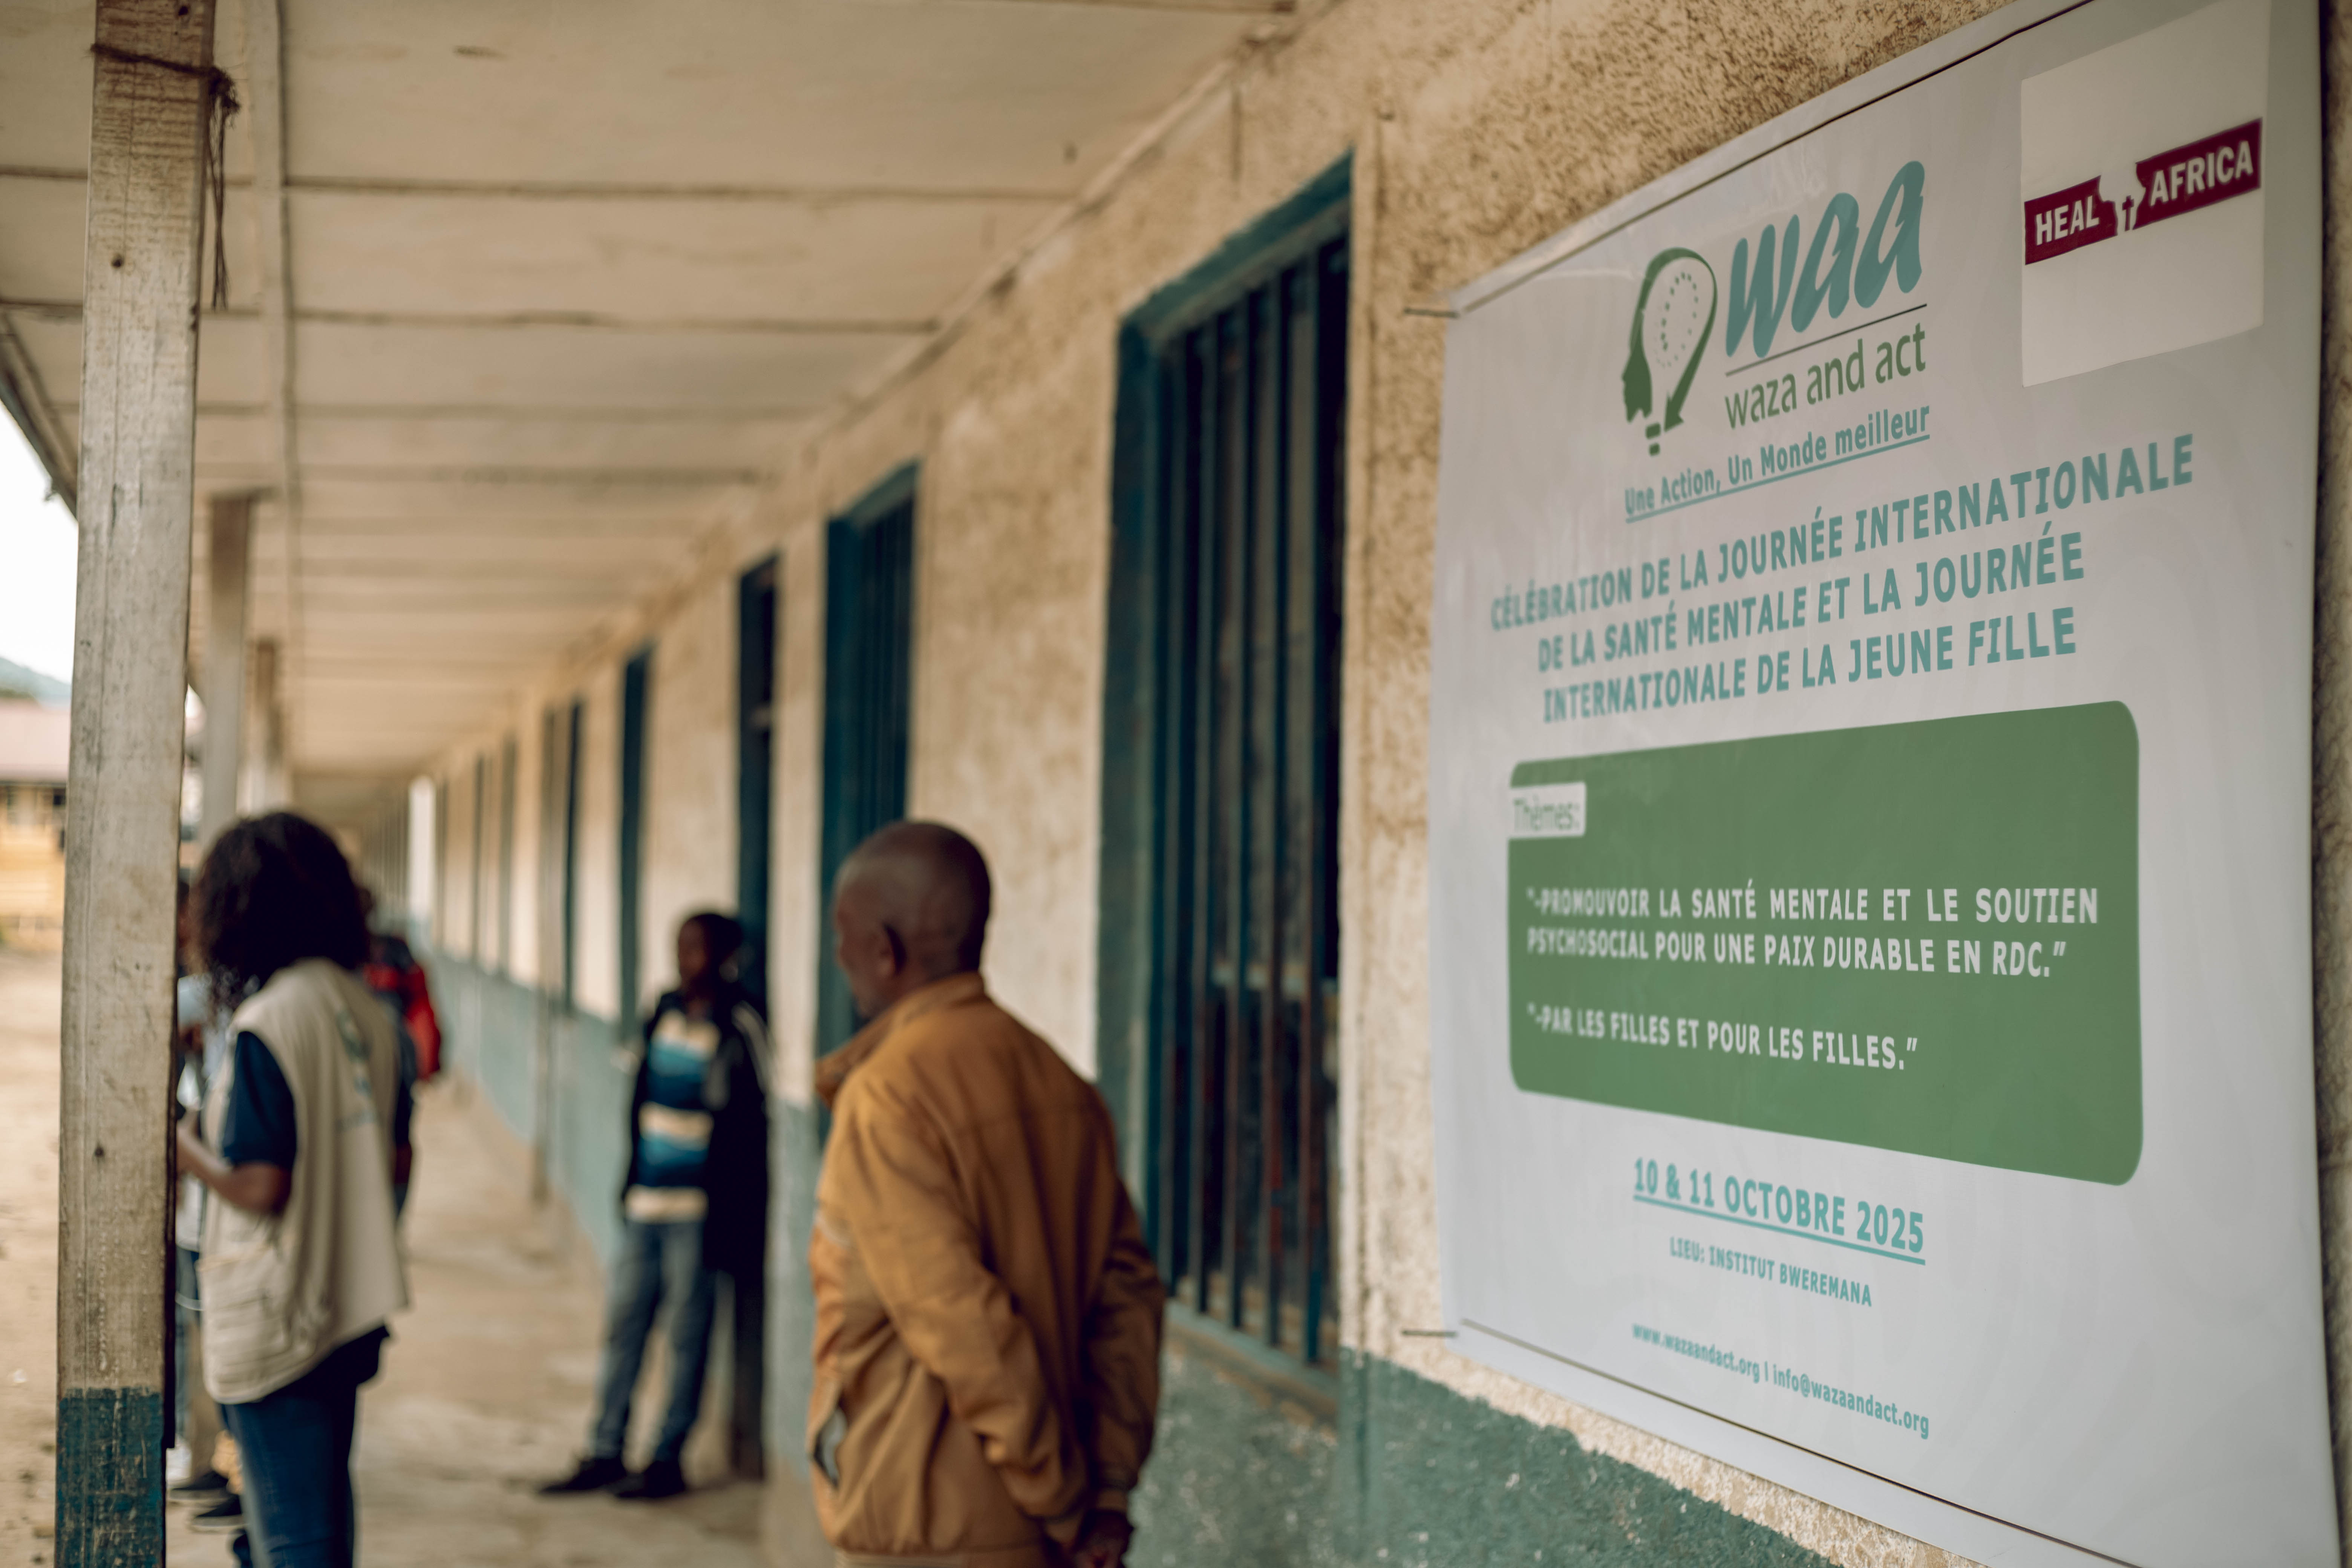 HEAL AFRICA
waa
waza and act
Une Action, Un Monde meilleur
CÉLÉBRATION DE LA JOURNÉE INTERNATIONALE
DE LA SANTÉ MENTALE ET LA JOURNÉE
INTERNATIONALE DE LA JEUNE FILLE
Thèmes:
"-PROMOUVOIR LA SANTÉ MENTALE ET LE SOUTIEN
PSYCHOSOCIAL POUR UNE PAIX DURABLE EN RDC."
"-PAR LES FILLES ET POUR LES FILLES."
10 & 11 OCTOBRE 2025
LIEU: INSTITUT BWEREMANA
www.wazaandact.org | info@wazaandact.org